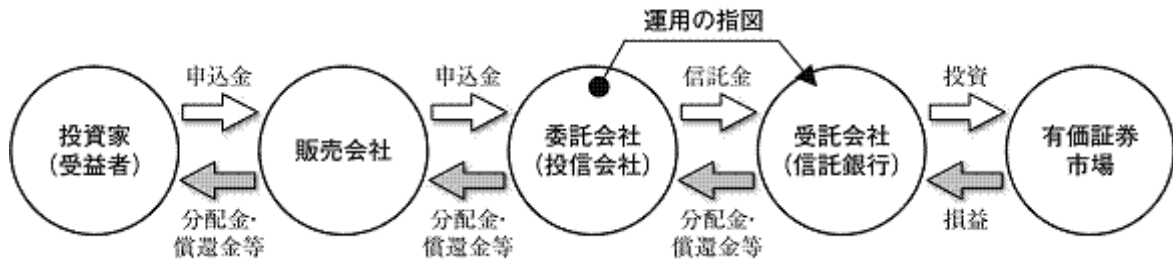 運用の指図
申込金
申込金
信託金
投資
投資家
(受益者)
販売会社
委託会社
(投信会社)
受託会社
(信託銀行)
有価証券
市場
分配金・
償還金等
分配金・
償還金等
分配金・
償還金等
損益